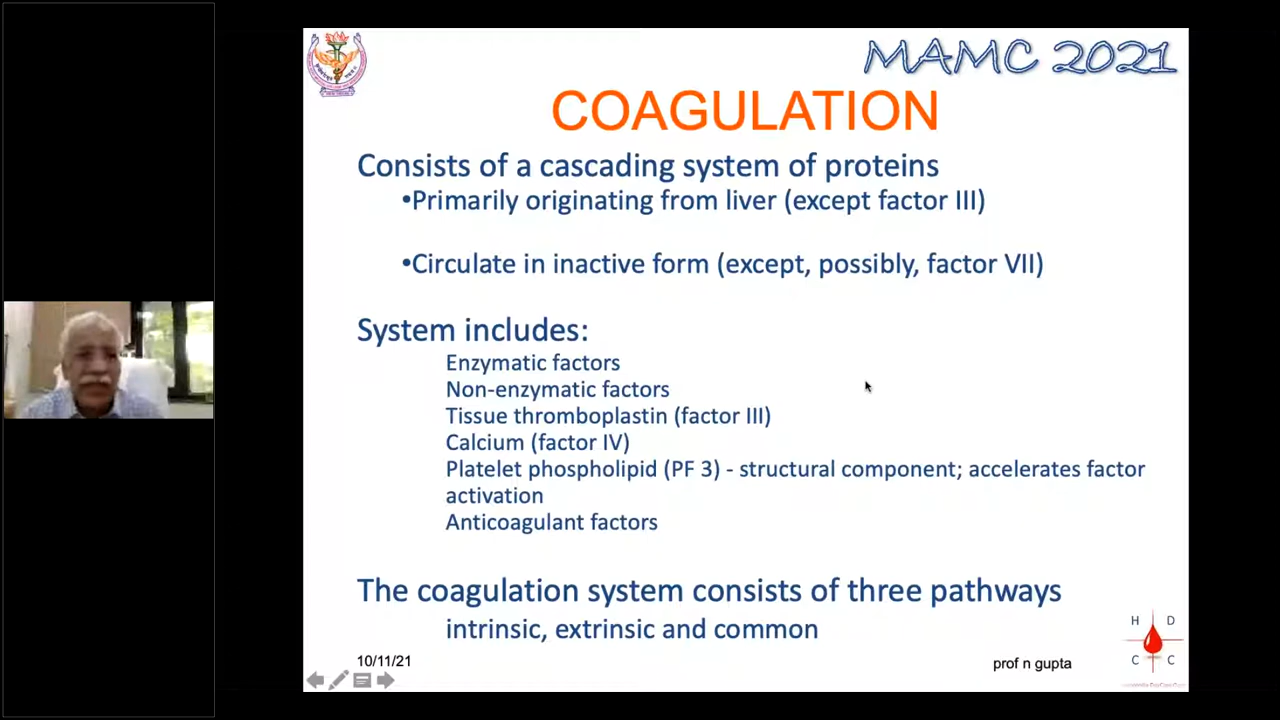 MAMC 2021
COAGULATION
Consists of a cascading system of proteins
•Primarily originating from liver (except factor III)
•Circulate in inactive form (except, possibly, factor VII)
System includes:
Enzymatic factors
Non-enzymatic factors
Tissue thromboplastin (factor III)
Calcium (factor IV)
Platelet phospholipid (PF 3) - structural component; accelerates factor
activation
Anticoagulant factors
The coagulation system consists of three pathways
intrinsic, extrinsic and common
10/11/21
prof n gupta
H D
C C